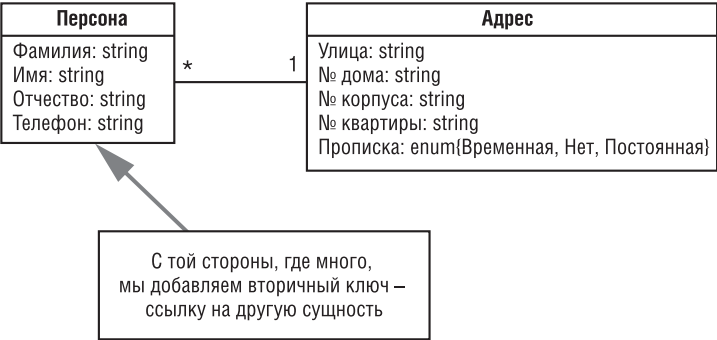 Персона
Фамилия: string
Имя: string
Отчество: string
Телефон: string
* 1
Адрес
Улица: string
№ дома: string
№ корпуса: string
№ квартиры: string
Прописка: enum{Временная, Нет, Постоянная}
С той стороны, где много,
мы добавляем вторичный ключ –
ссылку на другую сущность